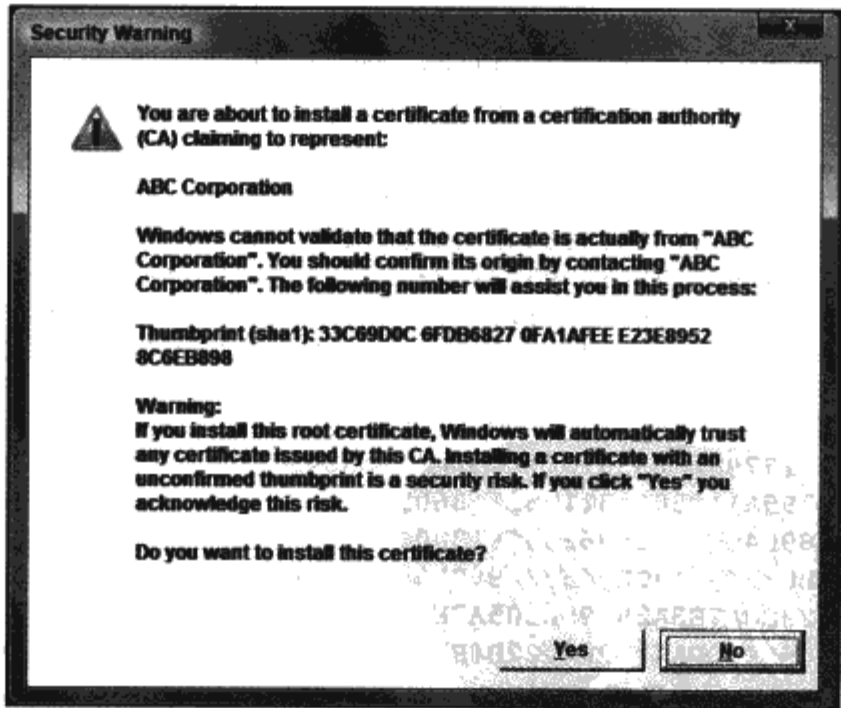 Security Warning
You are about to install a certificate from a certification authority
(CA) claiming to represent:
ABC Corporation
Windows cannot validate that the certificate is actually from "ABC
Corporation". You should confirm its origin by contacting "ABC
Corporation". The following number will assist you in this process:
Thumbprint (sha1): 33C69D0C 6FDB6827 0FA1AFEE E23E8952
8C6EB898
Warning:
If you install this root certificate, Windows will automatically trust
any certificate issued by this CA. Installing a certificate with an
unconfirmed thumbprint is a security risk. If you click "Yes" you
acknowledge this risk.
Do you want to install this certificate?
Yes
No